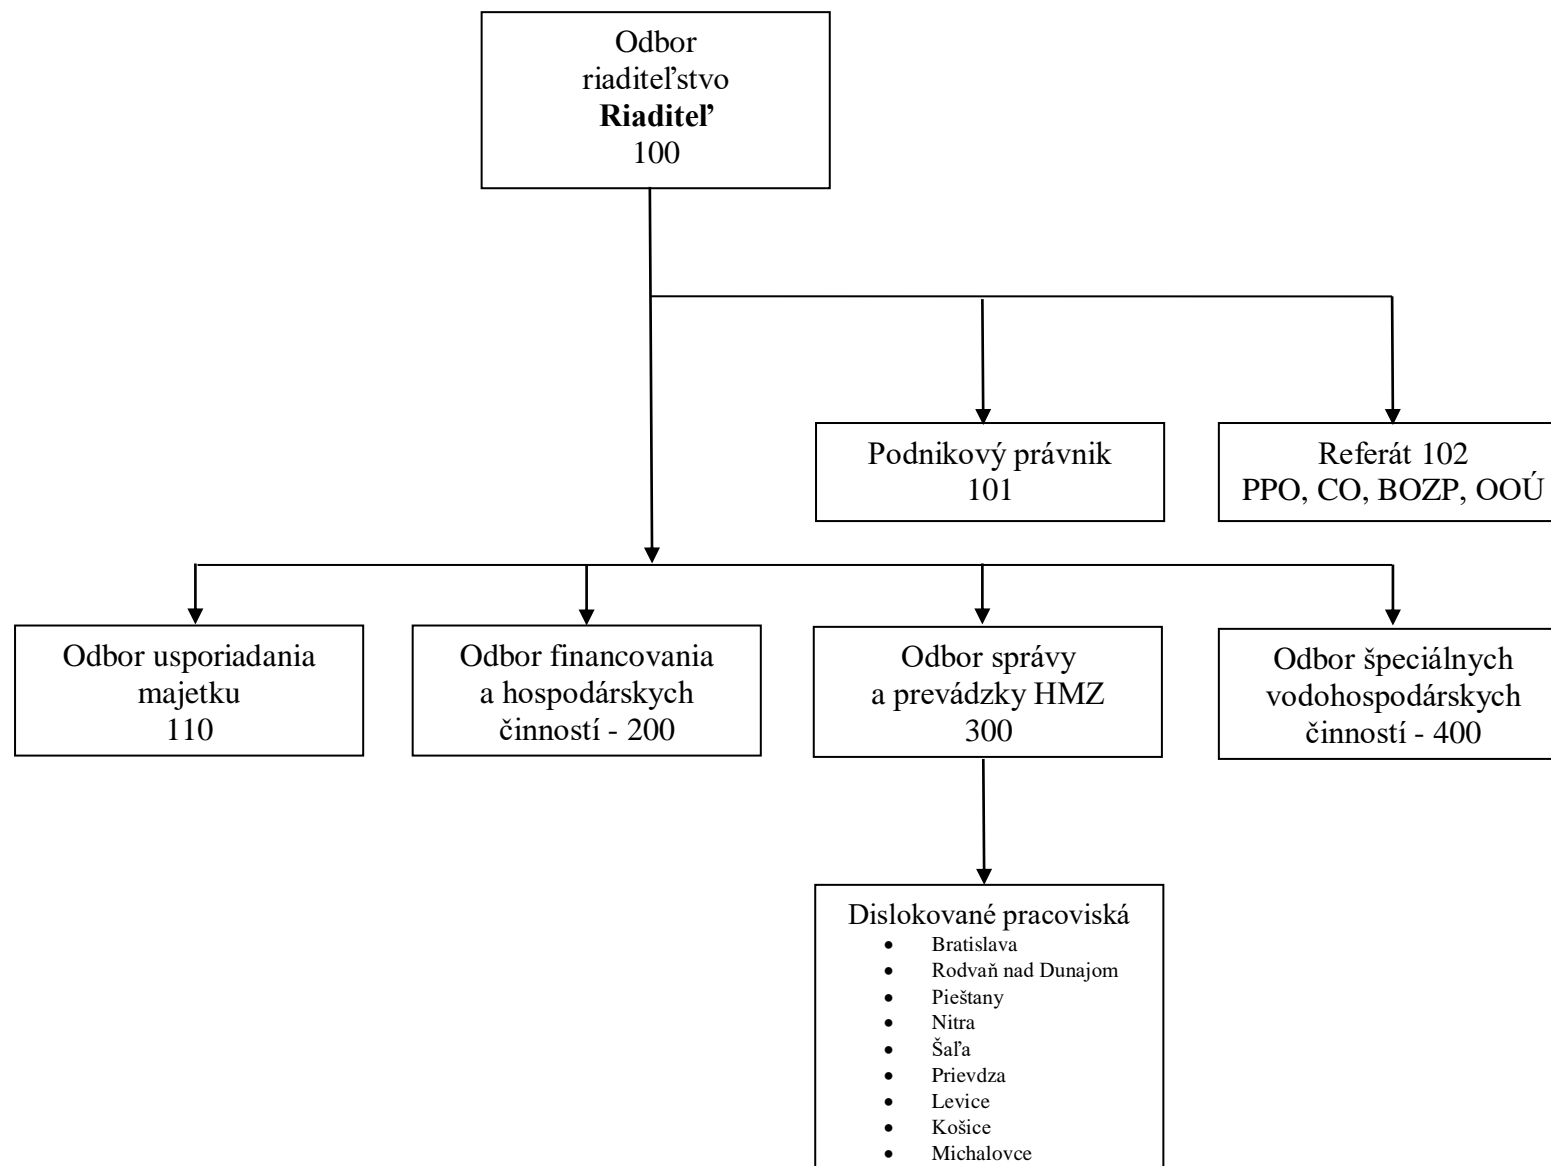 Odbor
riaditeľstvo
Riaditeľ
100
Podnikový právnik
101
Referát 102
PPO, CO, BOZP, OOÚ
Odbor usporiadania
majetku
110
Odbor financovania
a hospodárskych
činností - 200
Odbor správy
a prevádzky HMZ
300
Odbor špeciálnych
vodohospodárskych
činností - 400
Dislokované pracoviská
• Bratislava
• Rodvaň nad Dunajom
• Pieštany
• Nitra
• Šaľa
• Prievdza
• Levice
• Košice
• Michalovce